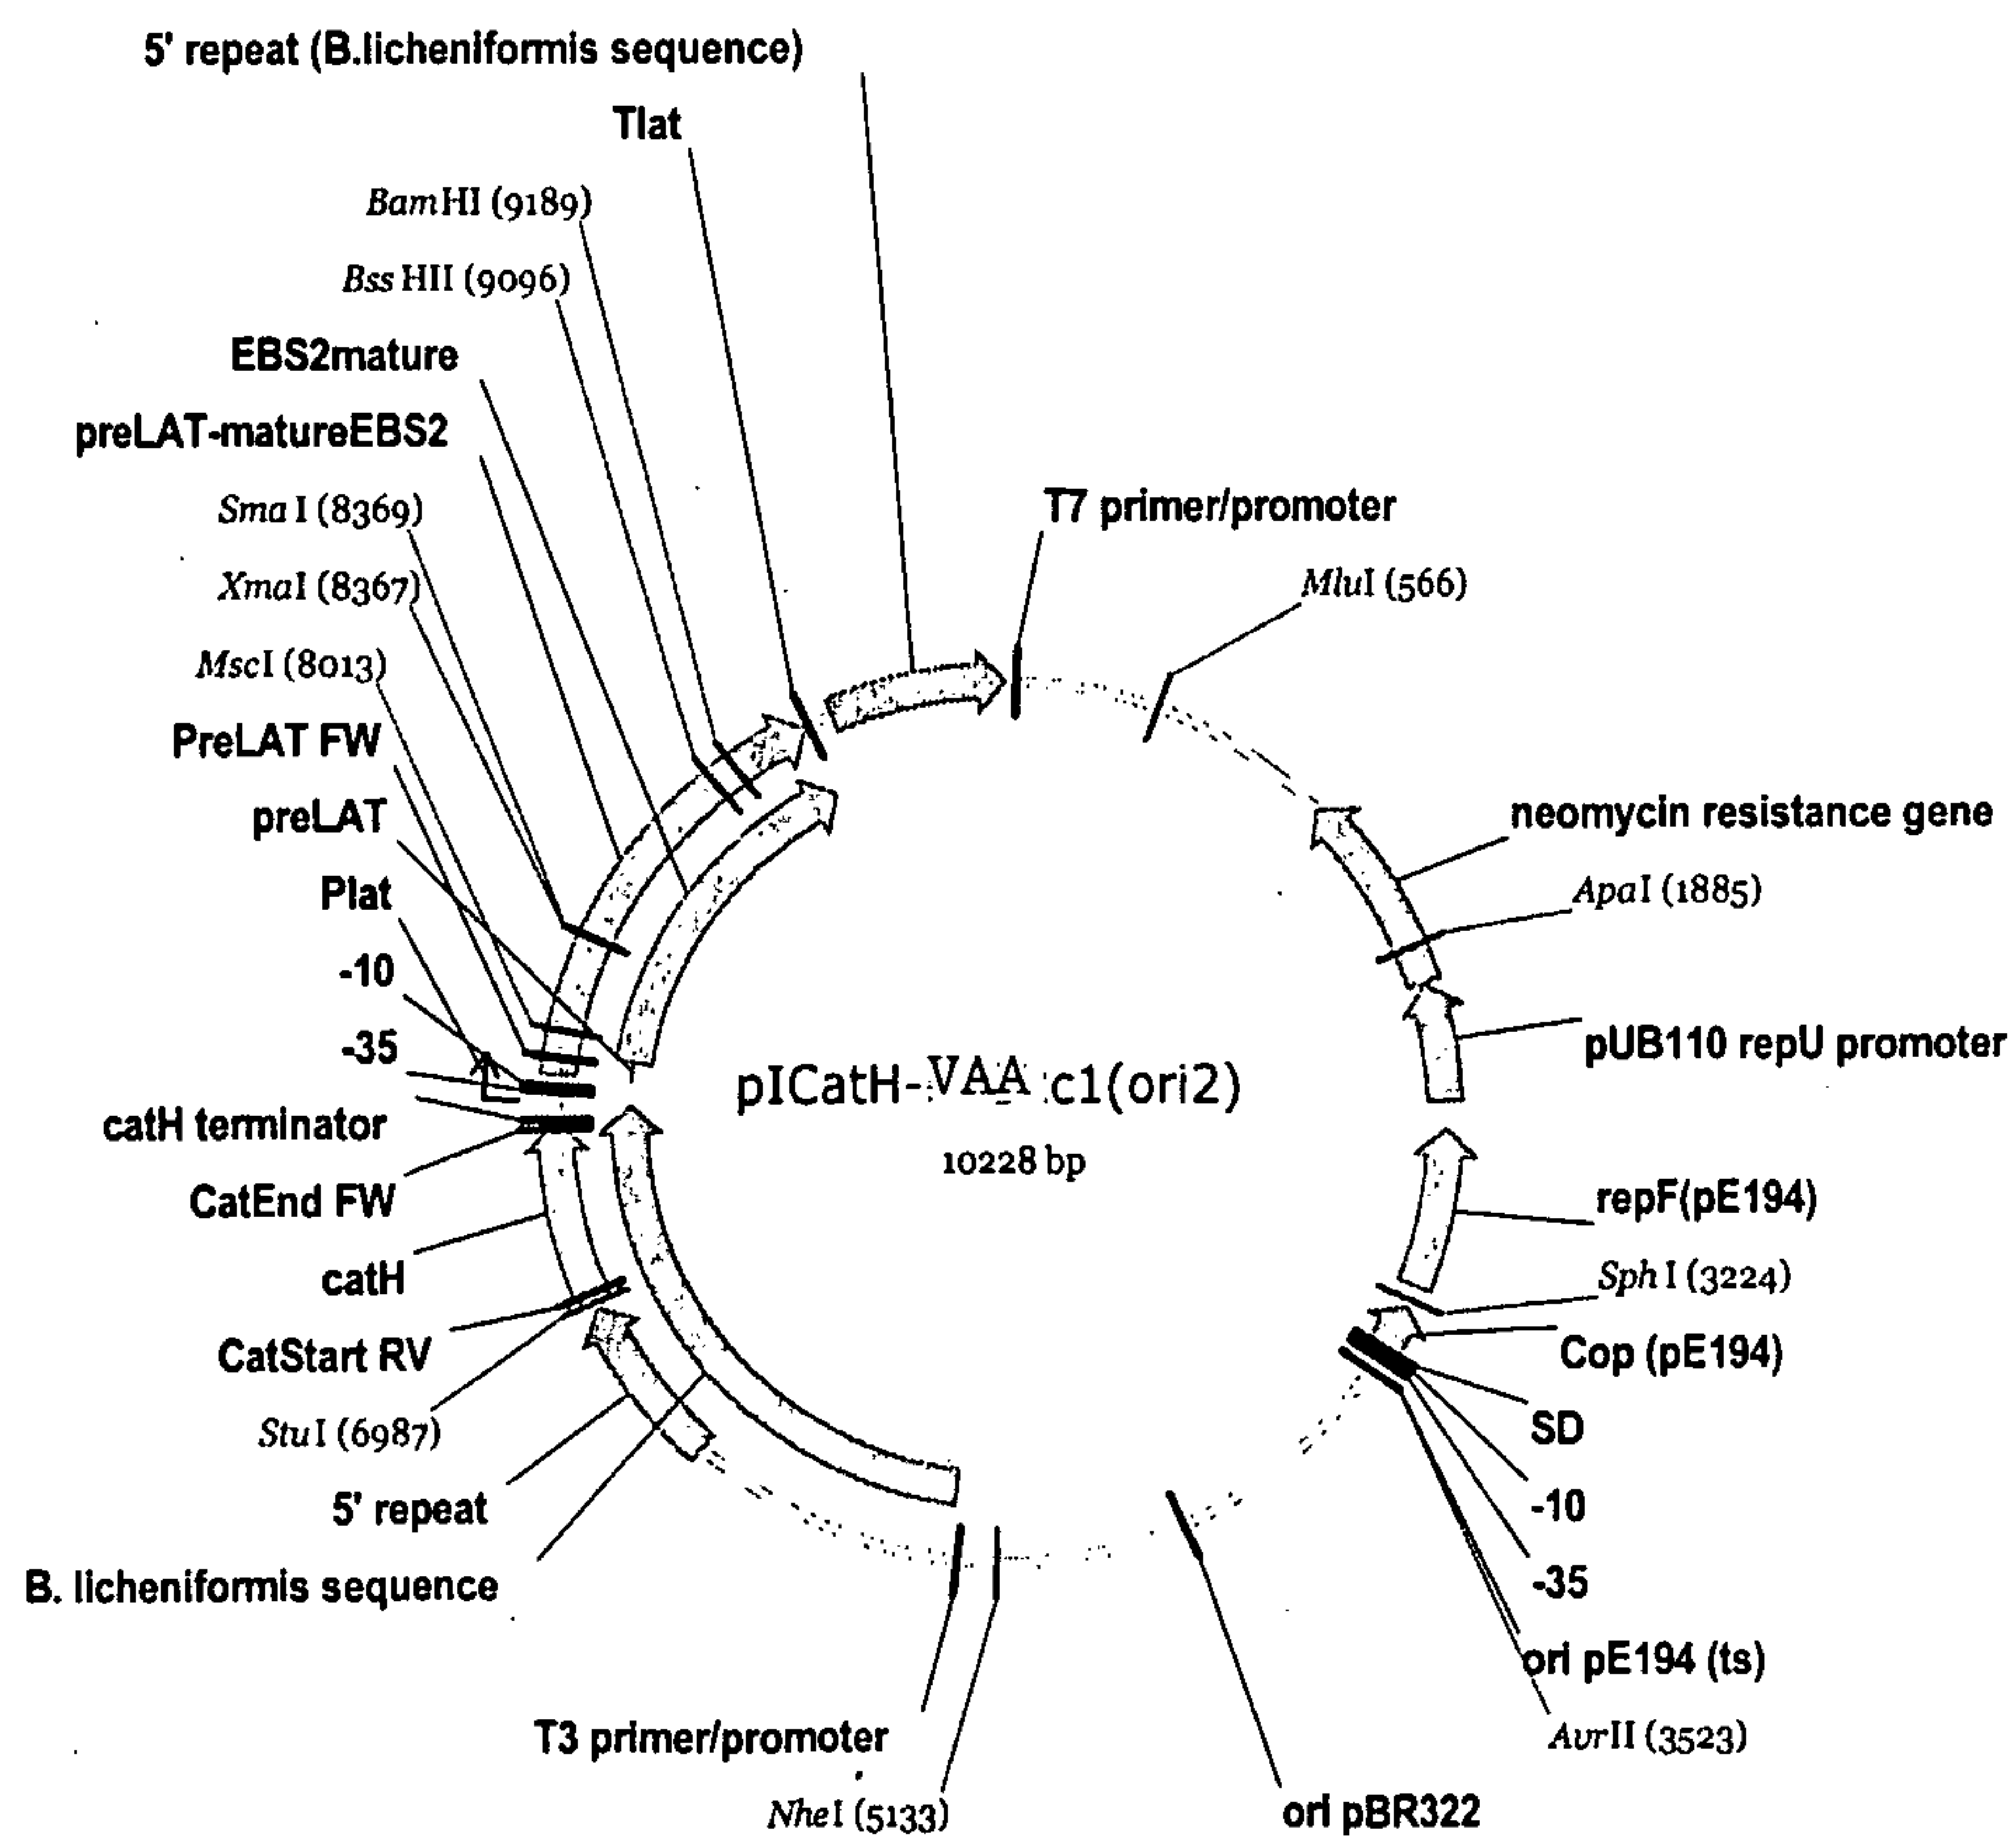 5' repeat (B.licheniformis sequence)
Tlat
BamHI (9189)
BssHII (9096)
EBS2mature
preLAT-matureEBS2
SmaI (8369)
XmaI (8367)
MscI (8013)
PreLAT FW
preLAT
Plat
-10
-35
catH terminator
CatEnd FW
catH
CatStart RV
StuI (6987)
5' repeat
B. licheniformis sequence
T3 primer/promoter
NheI (5133)
pICatH-VAA c1(ori2)
10228 bp
T7 primer/promoter
MluI (566)
neomycin resistance gene
ApaI (1885)
pUB110 repU promoter
repF(pE194)
SphI (3224)
Cop (pE194)
SD
-10
-35
ori pE194 (ts)
AvrII (3523)
ori pBR322